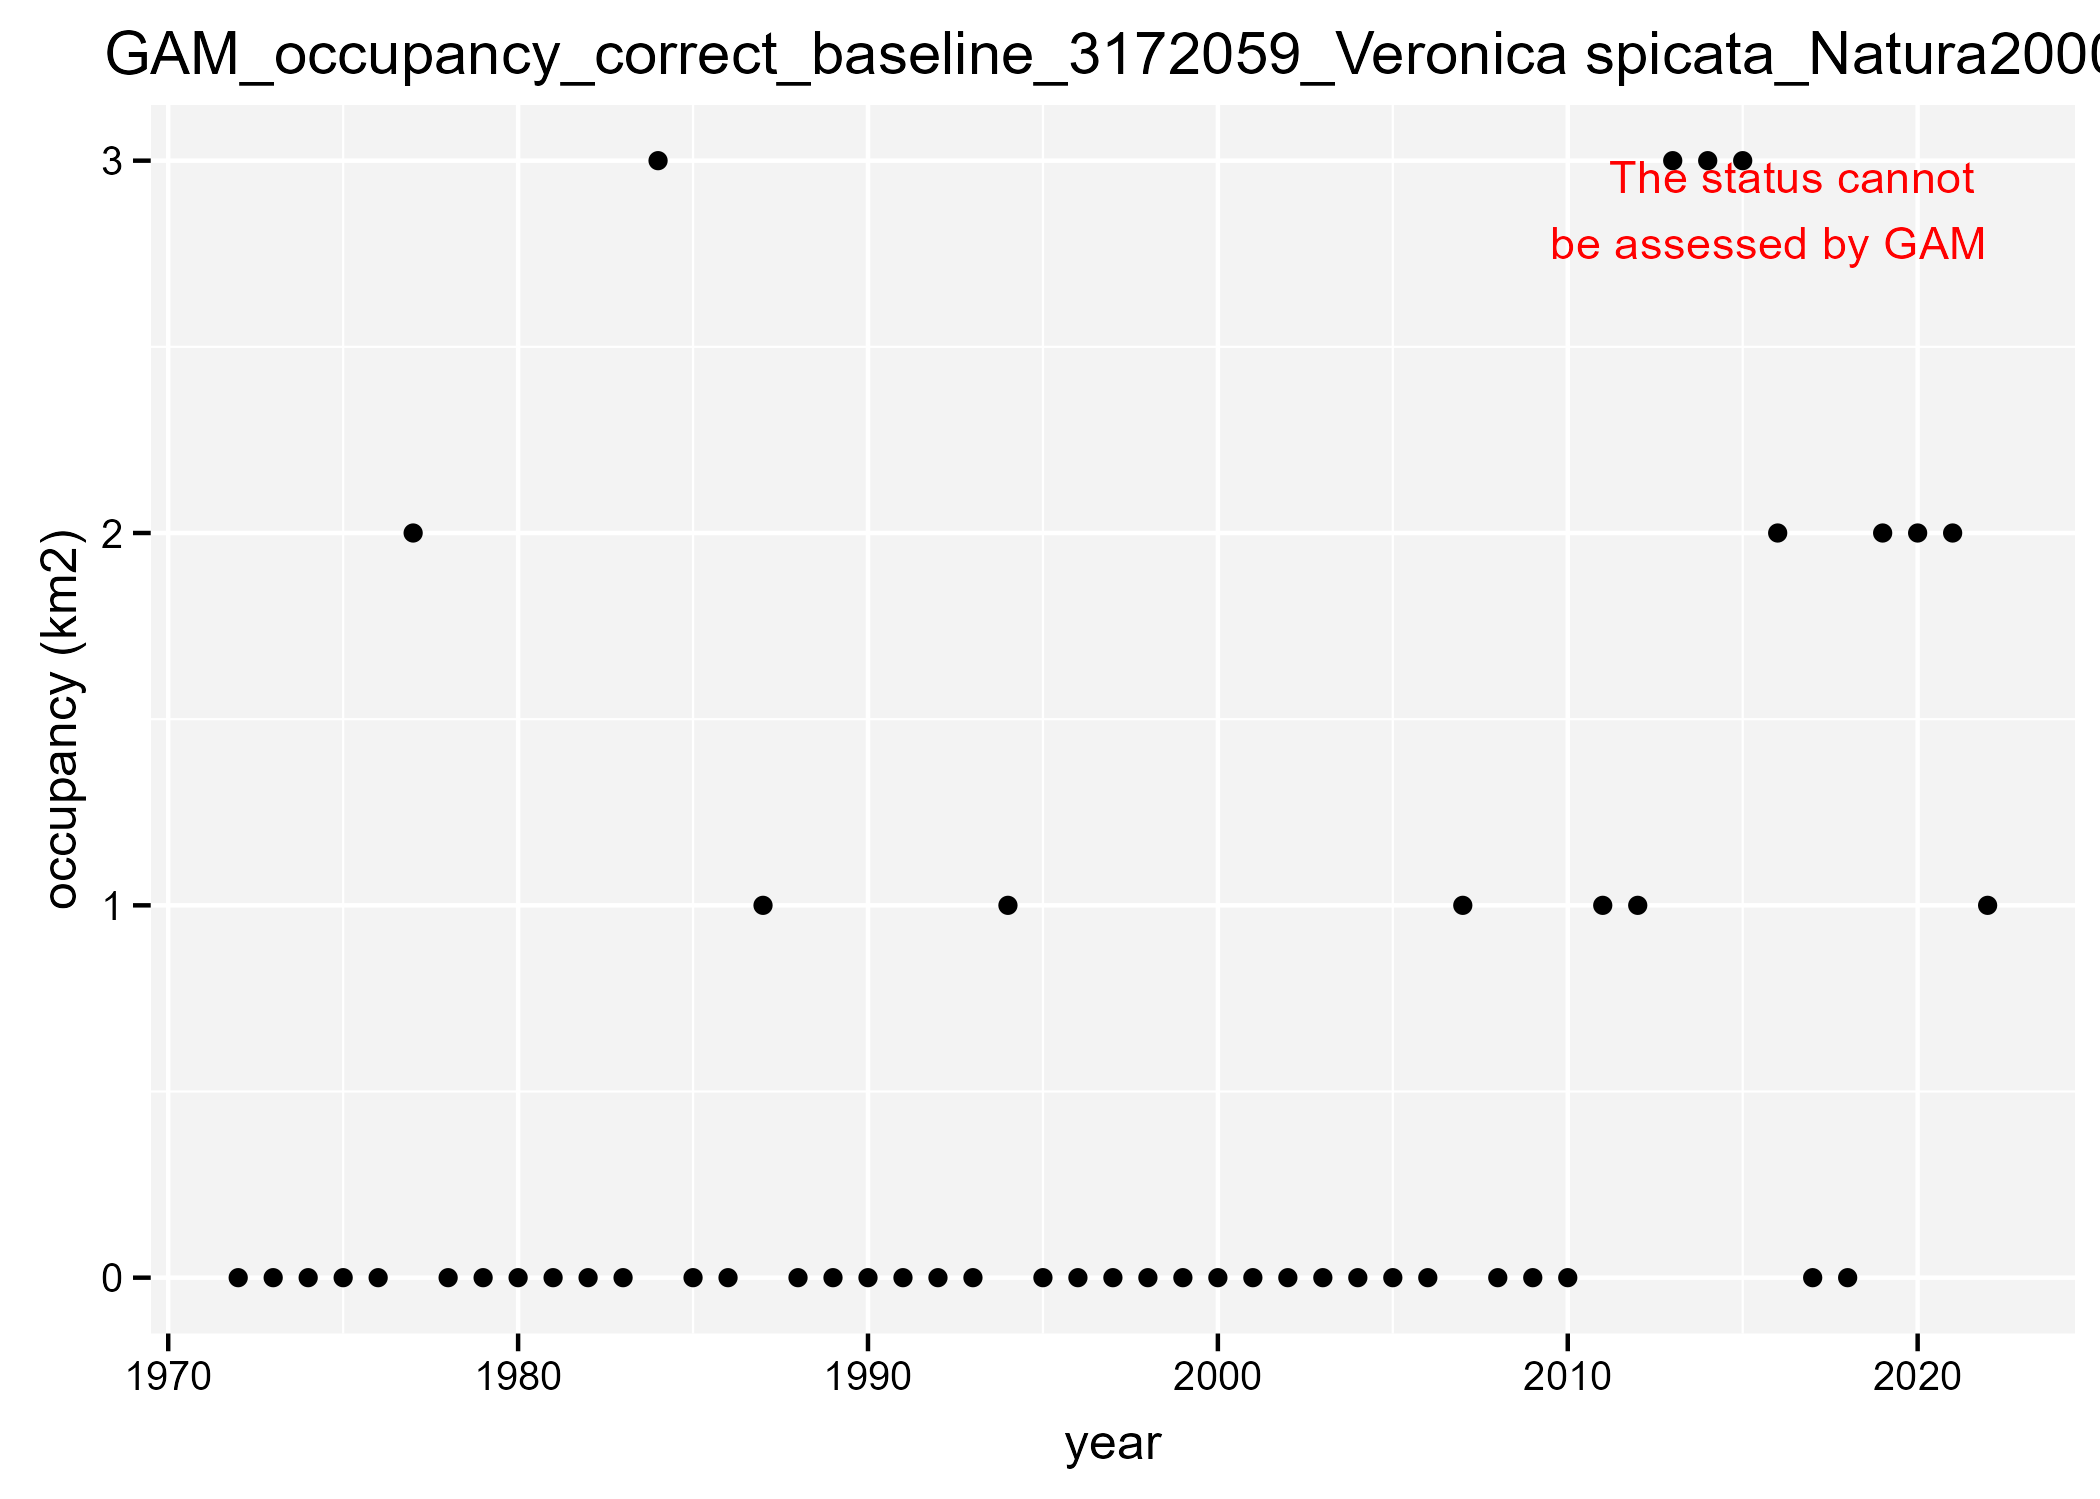 GAM_occupancy_correct_baseline_3172059_Veronica spicata_Natura2000
3
The status cannot
be assessed by GAM
2
occupancy (km2)
1
0
1970 1980 1990 2000 2010 2020
year